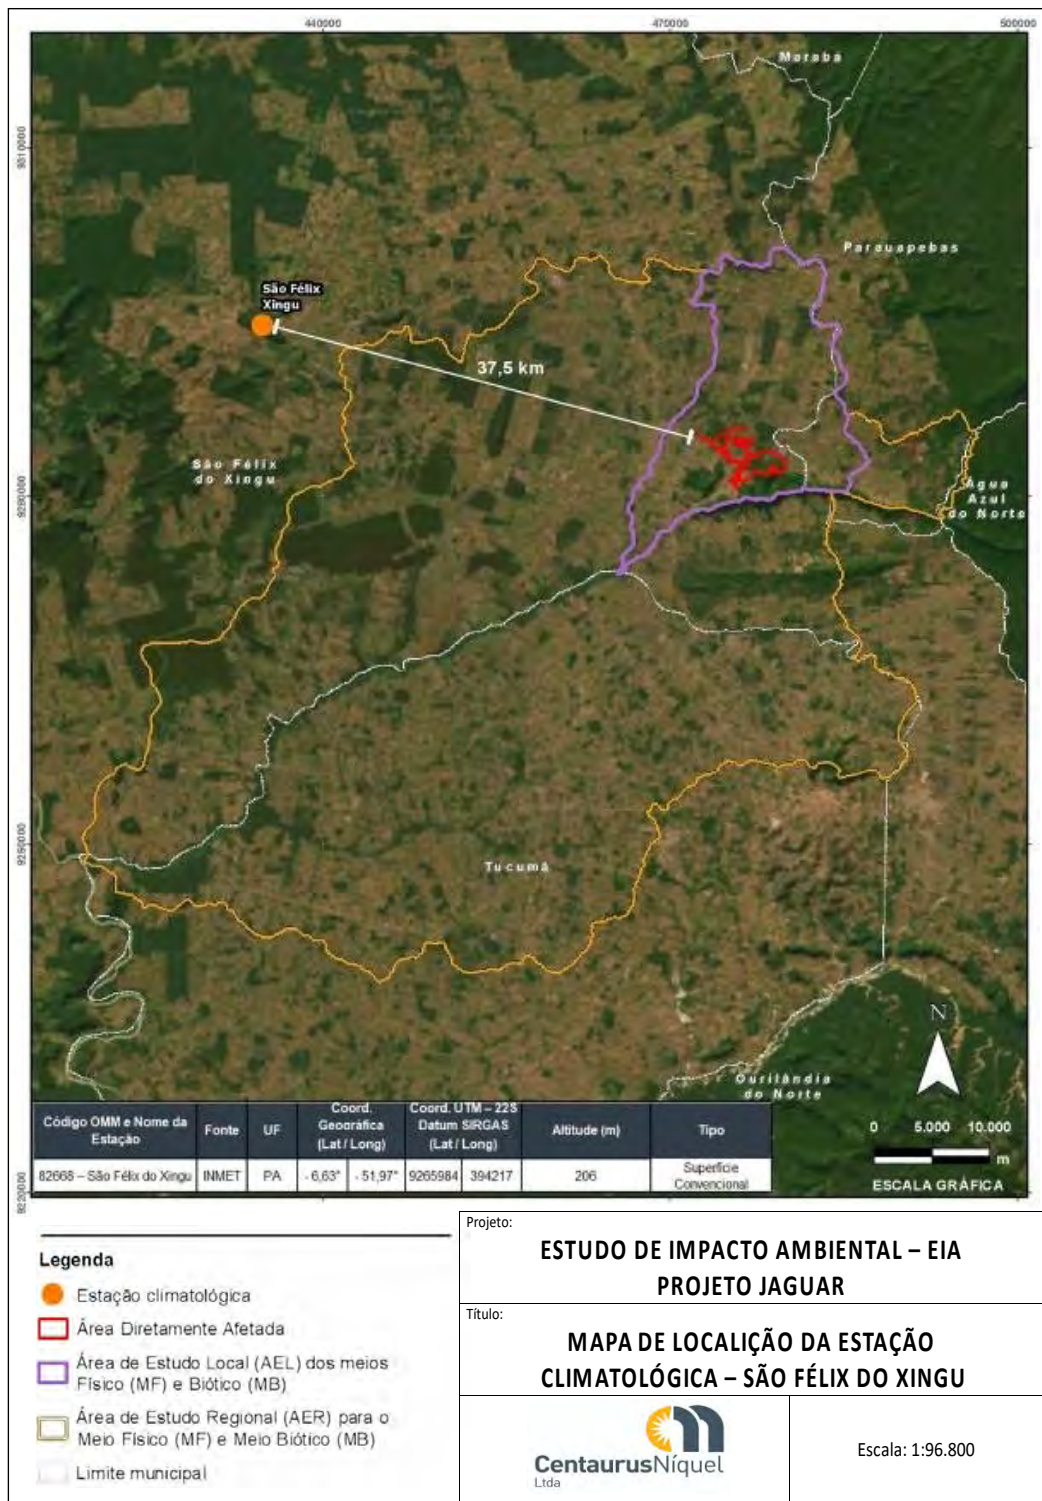 440000
470000
500000
Marabá
9310000
Parauapebas
São Félix
Xingu
37,5 km
São Félix
do Xingu
9280000
Água
Azul
do Norte
9250000
Tucumã
N
Ourilândia
do Norte
0 5.000 10.000
m
ESCALA GRÁFICA
9220000
Código OMM e Nome da Estação | Fonte | UF | Coord. Geográfica (Lat / Long) | Coord. UTM – 22S Datum SIRGAS (Lat / Long) | Altitude (m) | Tipo
82668 – São Félix do Xingu | INMET | PA | -6,63° | -51,97° | 9265984 | 394217 | 206 | Superfície Convencional
Legenda
Estação climatológica
Área Diretamente Afetada
Área de Estudo Local (AEL) dos meios
Físico (MF) e Biótico (MB)
Área de Estudo Regional (AER) para o
Meio Físico (MF) e Meio Biótico (MB)
Limite municipal
Projeto:
ESTUDO DE IMPACTO AMBIENTAL – EIA
PROJETO JAGUAR
Título:
MAPA DE LOCALIÇÃO DA ESTAÇÃO
CLIMATOLÓGICA – SÃO FÉLIX DO XINGU
CentaurusNíquel
Ltda
Escala: 1:96.800